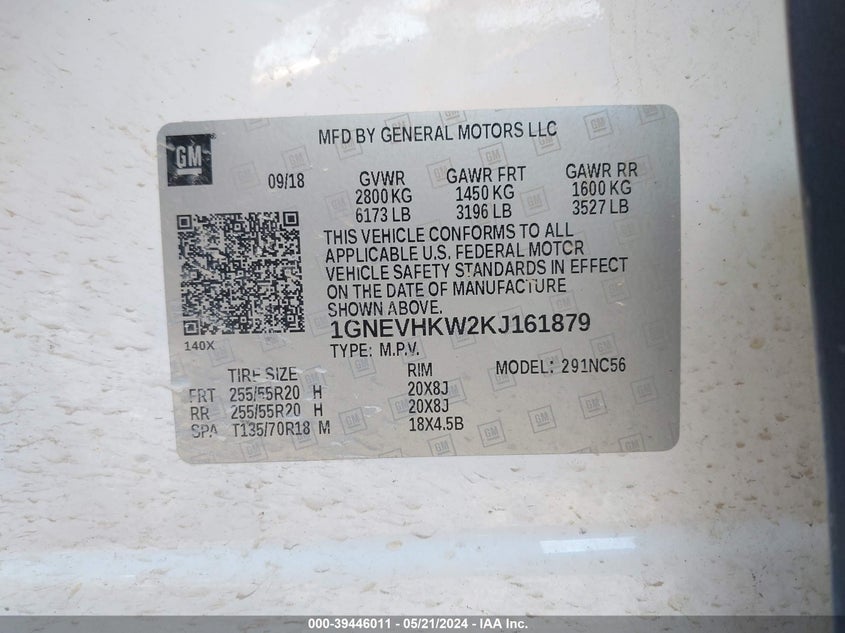 MFD BY GENERAL MOTORS LLC
GM
09/18 GVWR GAWR FRT GAWR RR
2800 KG 1450 KG 1600 KG
6173 LB 3196 LB 3527 LB
THIS VEHICLE CONFORMS TO ALL
APPLICABLE U.S. FEDERAL MOTOR
VEHICLE SAFETY STANDARDS IN EFFECT
ON THE DATE OF MANUFACTURE
SHOWN ABOVE.
1GNEVHKW2KJ161879
140X
TYPE: M.P.V.
TIRE SIZE RIM MODEL: 291NC56
FRT 255/55R20 H 20X8J
RR 255/55R20 H 20X8J
SPA T135/70R18 M 18X4.5B
000-39446011 - 05/21/2024 - IAA Inc.